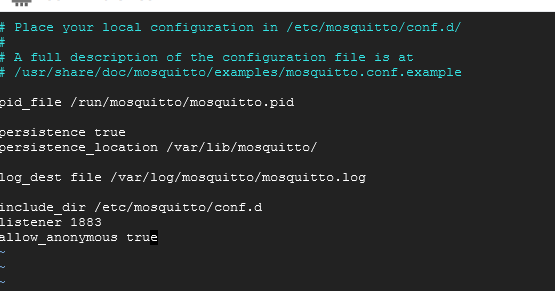 # Place your local configuration in /etc/mosquitto/conf.d/
#
# A full description of the configuration file is at
# /usr/share/doc/mosquitto/examples/mosquitto.conf.example
pid_file /run/mosquitto/mosquitto.pid
persistence true
persistence_location /var/lib/mosquitto/
log_dest file /var/log/mosquitto/mosquitto.log
include_dir /etc/mosquitto/conf.d
listener 1883
allow_anonymous true
~
~
~